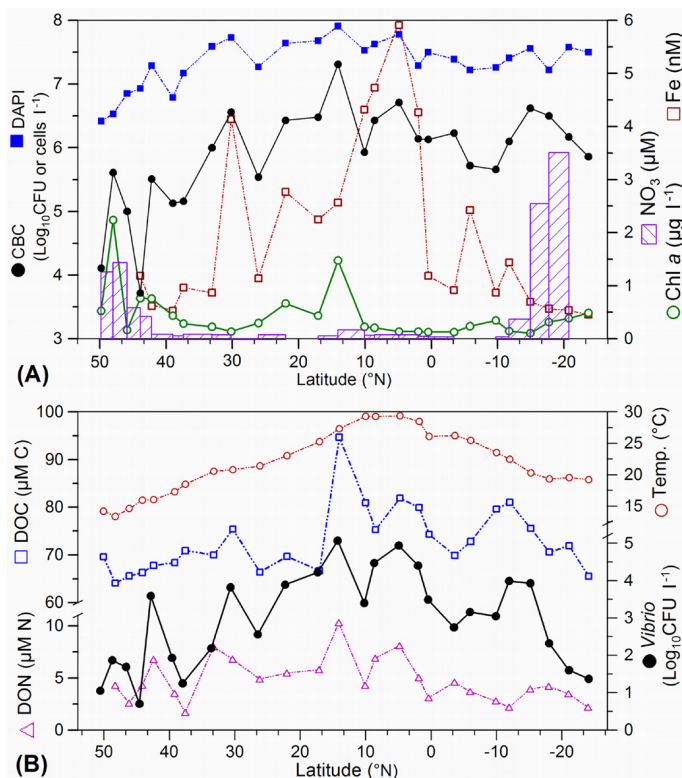 8
7
6
5
4
3
6
5
4
3
2
1
0
DAPI
CBC
(Log10CFU or cells l-1)
Fe (nM)
NO3 (µM)
Chl a (µg l-1)
50 40 30 20 10 0 -10 -20
Latitude (°N)
(A)
100
90
80
70
60
10
5
0
30
25
20
15
5
4
3
2
1
0
DOC (µM C)
DON (µM N)
Temp. (°C)
Vibrio
(Log10CFU l-1)
50 40 30 20 10 0 -10 -20
Latitude (°N)
(B)